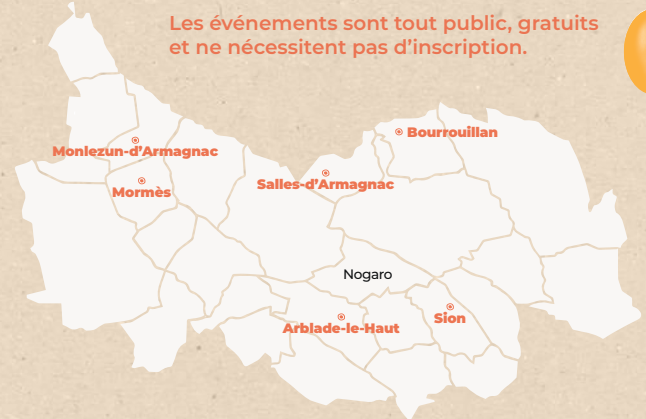 Les événements sont tout public, gratuits
et ne nécessitent pas d’inscription.
Bourrouillan
Monlezun-d’Armagnac
Salles-d’Armagnac
Mormès
Nogaro
Sion
Arblade-le-Haut